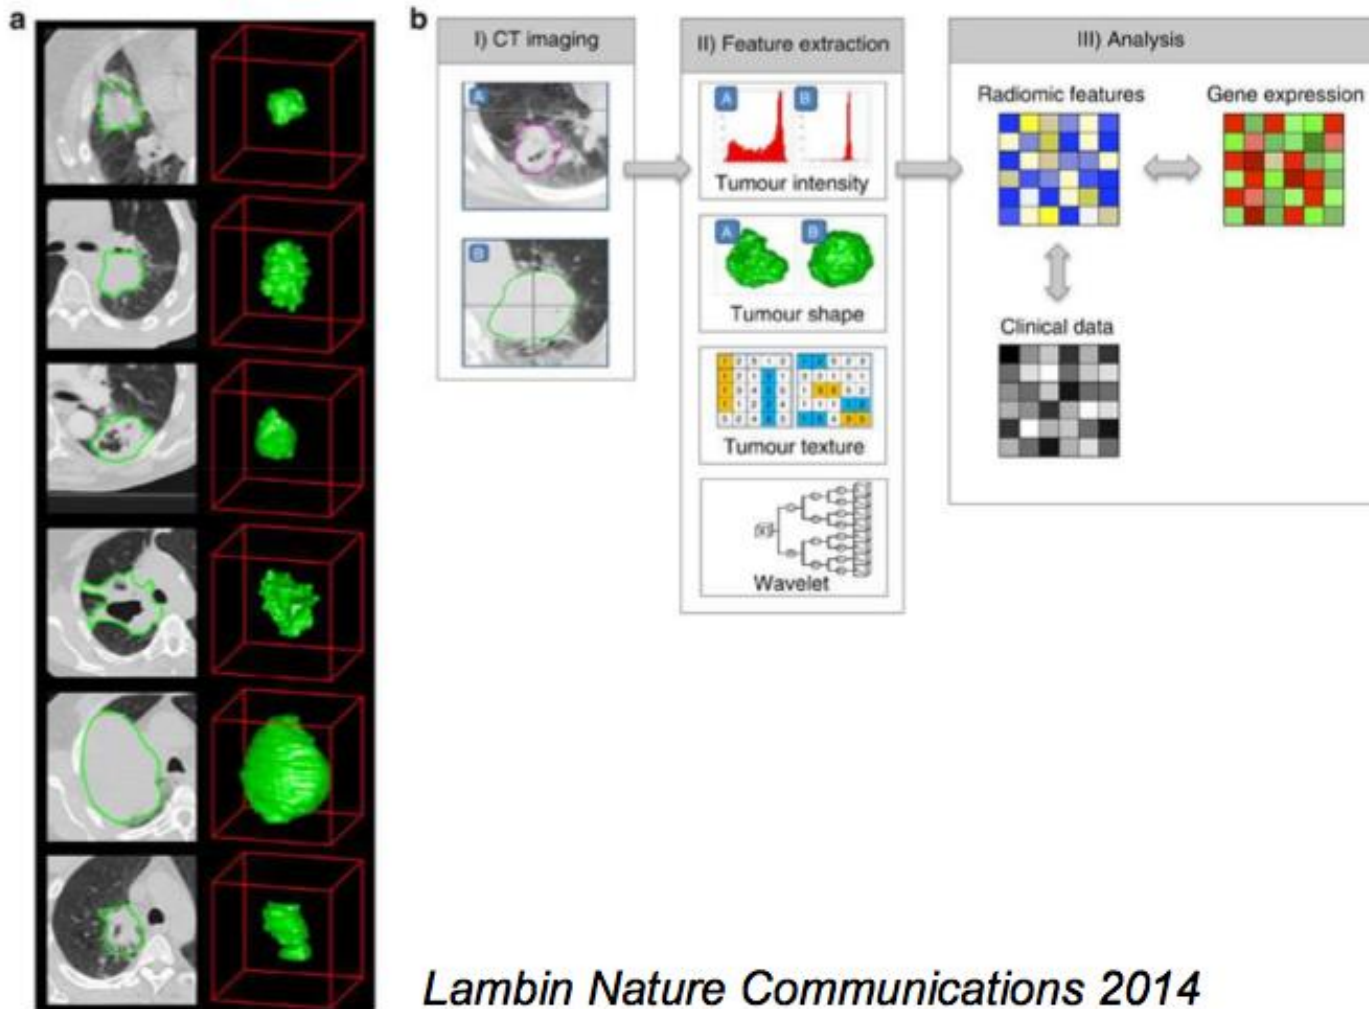 a
b
I) CT imaging
A
B
II) Feature extraction
A
B
Tumour intensity
A
B
Tumour shape
Tumour texture
Wavelet
III) Analysis
Radiomic features
Gene expression
Clinical data
Lambin Nature Communications 2014